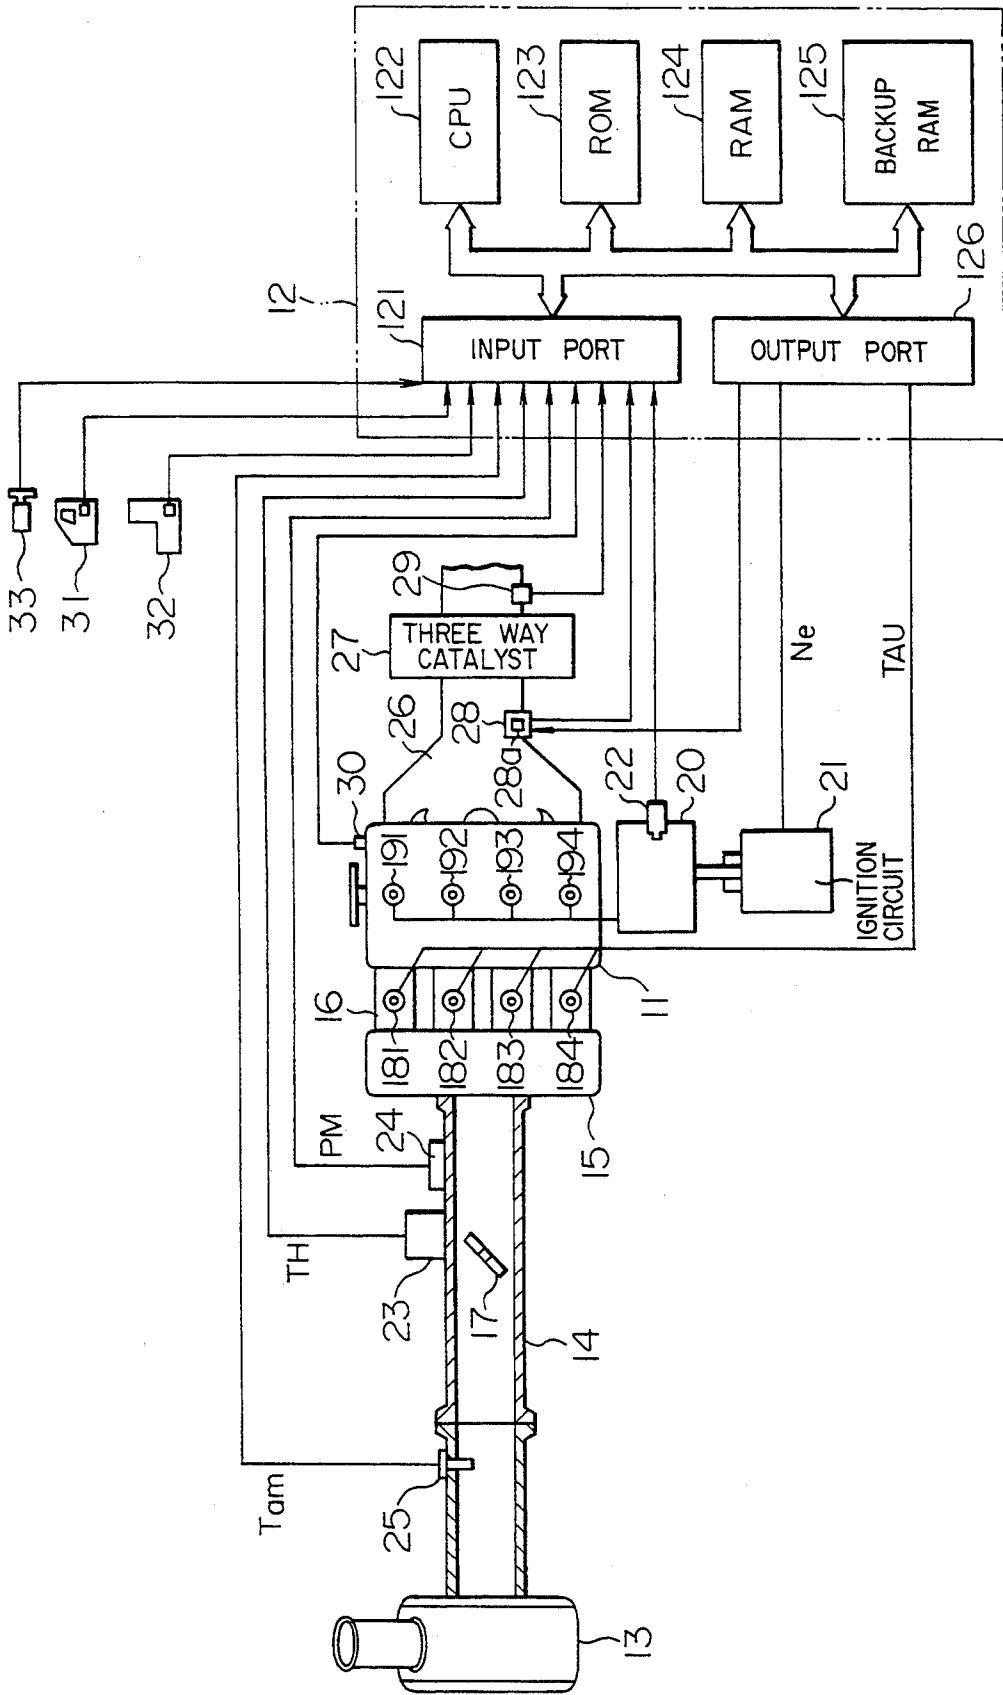 122
CPU
123
ROM
124
RAM
125
BACKUP
RAM
12
121
INPUT PORT
126
OUTPUT PORT
33
31
32
29
27
THREE WAY
CATALYST
26
28
28a
30
Ne
TAU
22
20
21
IGNITION
CIRCUIT
191
192
193
194
16
11
181
182
183
184
15
PM
24
TH
23
17
14
Tam
25
13